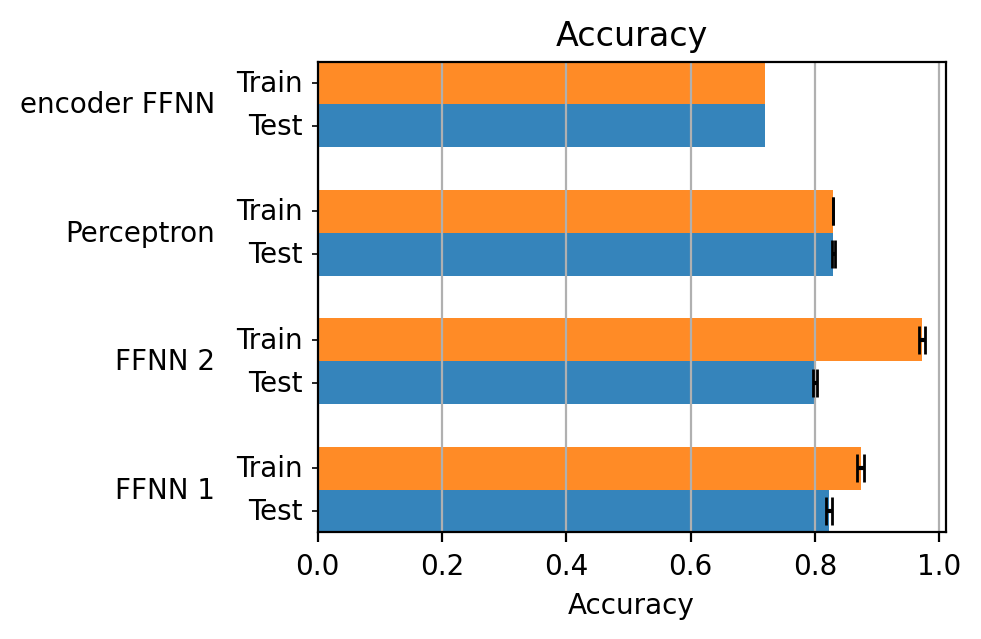 Accuracy
encoder FFNN
Train
Test
Perceptron
Train
Test
FFNN 2
Train
Test
FFNN 1
Train
Test
0.0 0.2 0.4 0.6 0.8 1.0
Accuracy